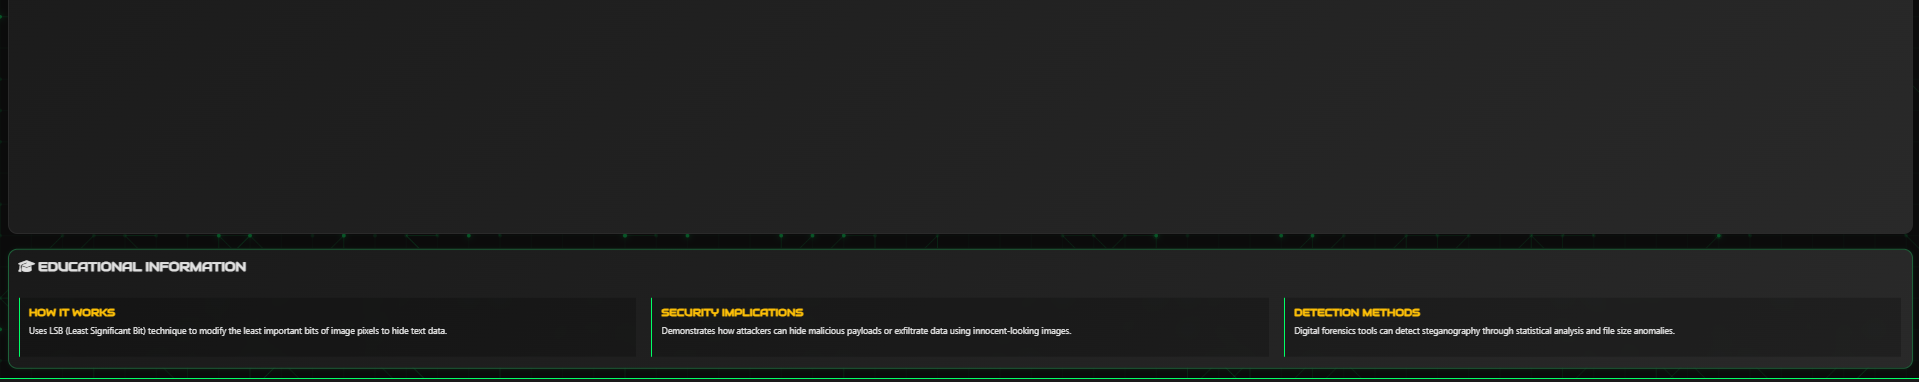 EDUCATIONAL INFORMATION
HOW IT WORKS
Uses LSB (Least Significant Bit) technique to modify the least important bits of image pixels to hide text data.
SECURITY IMPLICATIONS
Demonstrates how attackers can hide malicious payloads or exfiltrate data using innocent-looking images.
DETECTION METHODS
Digital forensics tools can detect steganography through statistical analysis and file size anomalies.